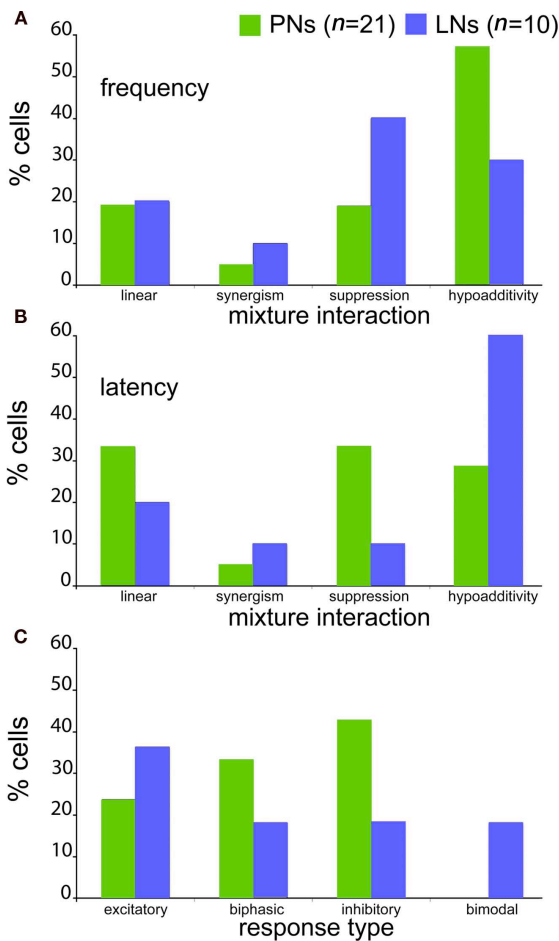 A
PNs (n=21) LNs (n=10)
60
50
40
30
20
10
0
% cells
frequency
linear synergism suppression hypoadditivity
mixture interaction
B
60
50
40
30
20
10
0
% cells
latency
linear synergism suppression hypoadditivity
mixture interaction
C
60
50
40
30
20
10
0
% cells
excitatory biphasic inhibitory bimodal
response type